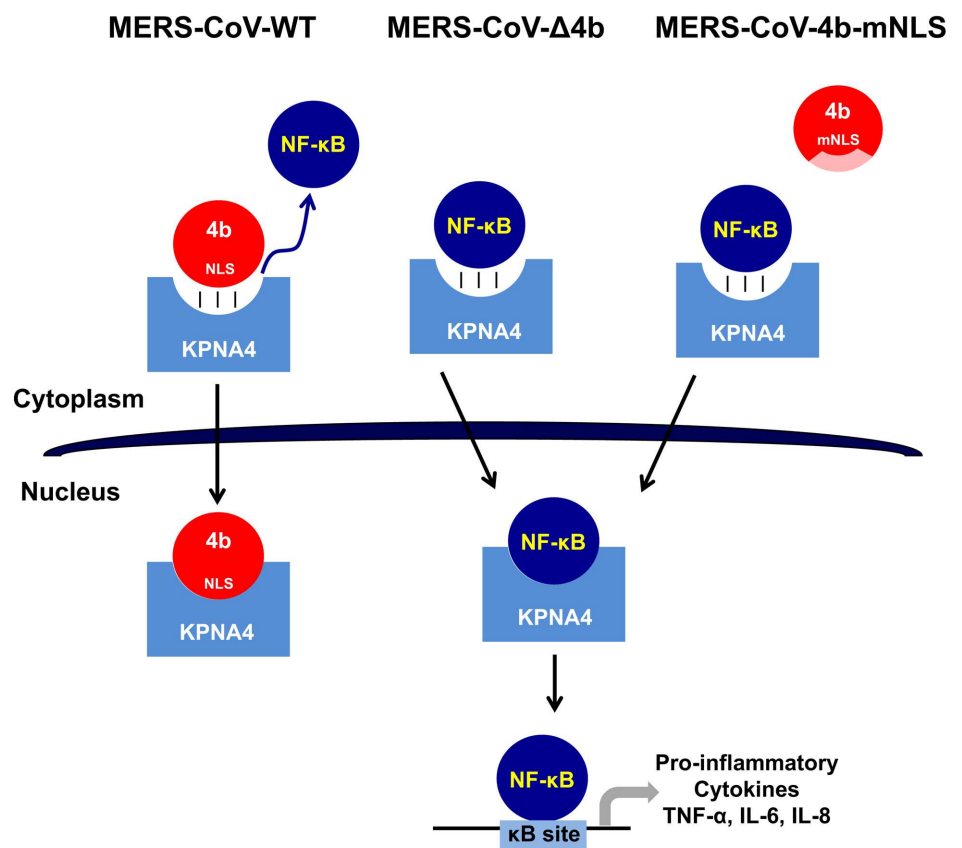 MERS-CoV-WT
MERS-CoV-Δ4b
MERS-CoV-4b-mNLS
NF-κB
4b
NLS
KPNA4
NF-κB
KPNA4
4b
mNLS
NF-κB
KPNA4
Cytoplasm
Nucleus
4b
NLS
KPNA4
NF-κB
KPNA4
NF-κB
κB site
Pro-inflammatory
Cytokines
TNF-α, IL-6, IL-8